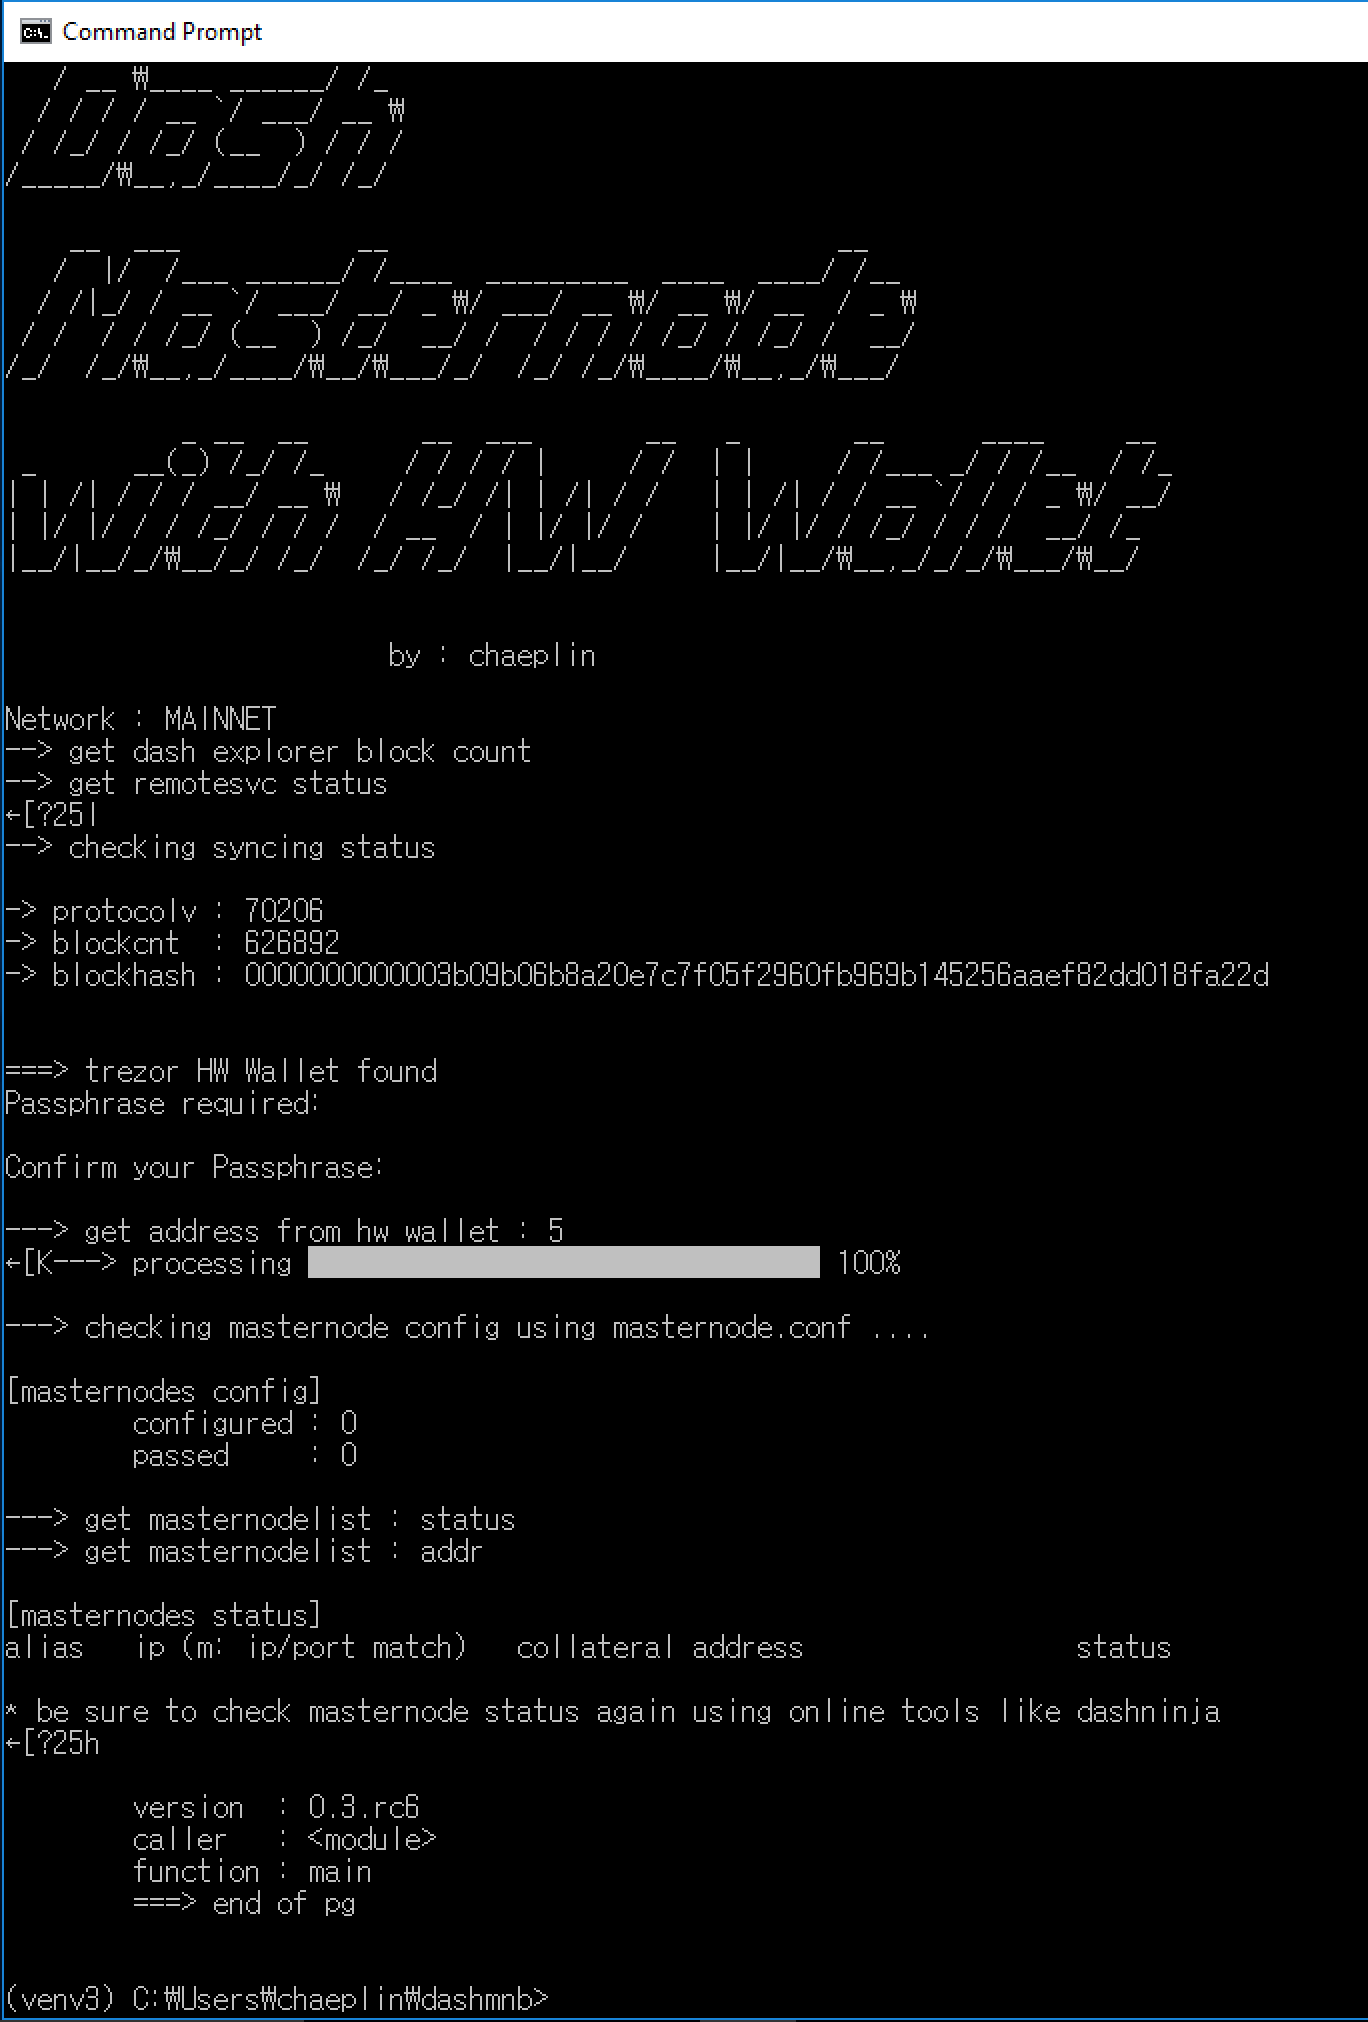 Command Prompt
Dash
Masternode
with HW Wallet
by : chaeplin
Network : MAINNET
--> get dash explorer block count
--> get remotesvc status
←[?25l
--> checking syncing status
-> protocolv : 70206
-> blockcnt  : 626892
-> blockhash : 0000000000003b09b06b8a20e7c7f05f2960fb969b145256aaef82dd018fa22d
===> trezor HW Wallet found
Passphrase required:
Confirm your Passphrase:
---> get address from hw wallet : 5
←[K---> processing 100%
---> checking masternode config using masternode.conf ....
[masternodes config]
configured : 0
passed     : 0
---> get masternodelist : status
---> get masternodelist : addr
[masternodes status]
alias   ip (m: ip/port match)   collateral address                 status
* be sure to check masternode status again using online tools like dashninja
←[?25h
version  : 0.3.rc6
caller   : <module>
function : main
===> end of pg
(venv3) C:₩Users₩chaeplin₩dashmnb>